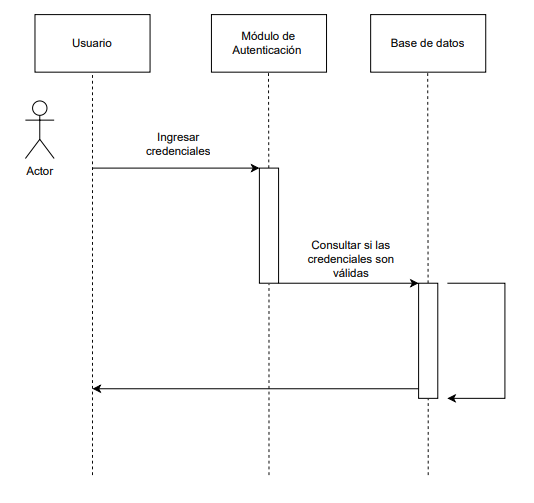 Usuario
Módulo de
Autenticación
Base de datos
Actor
Ingresar
credenciales
Consultar si las
credenciales son
válidas